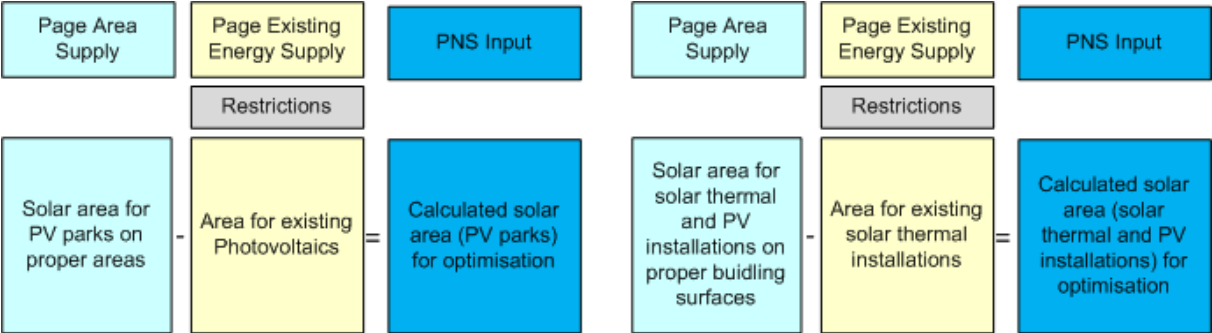 Page Area
Supply
Page Existing
Energy Supply
PNS Input
Restrictions
Solar area for
PV parks on
proper areas
-
Area for existing
Photovoltaics
=
Calculated solar
area (PV parks)
for optimisation
Page Area
Supply
Page Existing
Energy Supply
PNS Input
Restrictions
Solar area for
solar thermal
and PV
installations on
proper buidling
surfaces
-
Area for existing
solar thermal
installations
=
Calculated solar
area (solar
thermal and PV
installations) for
optimisation